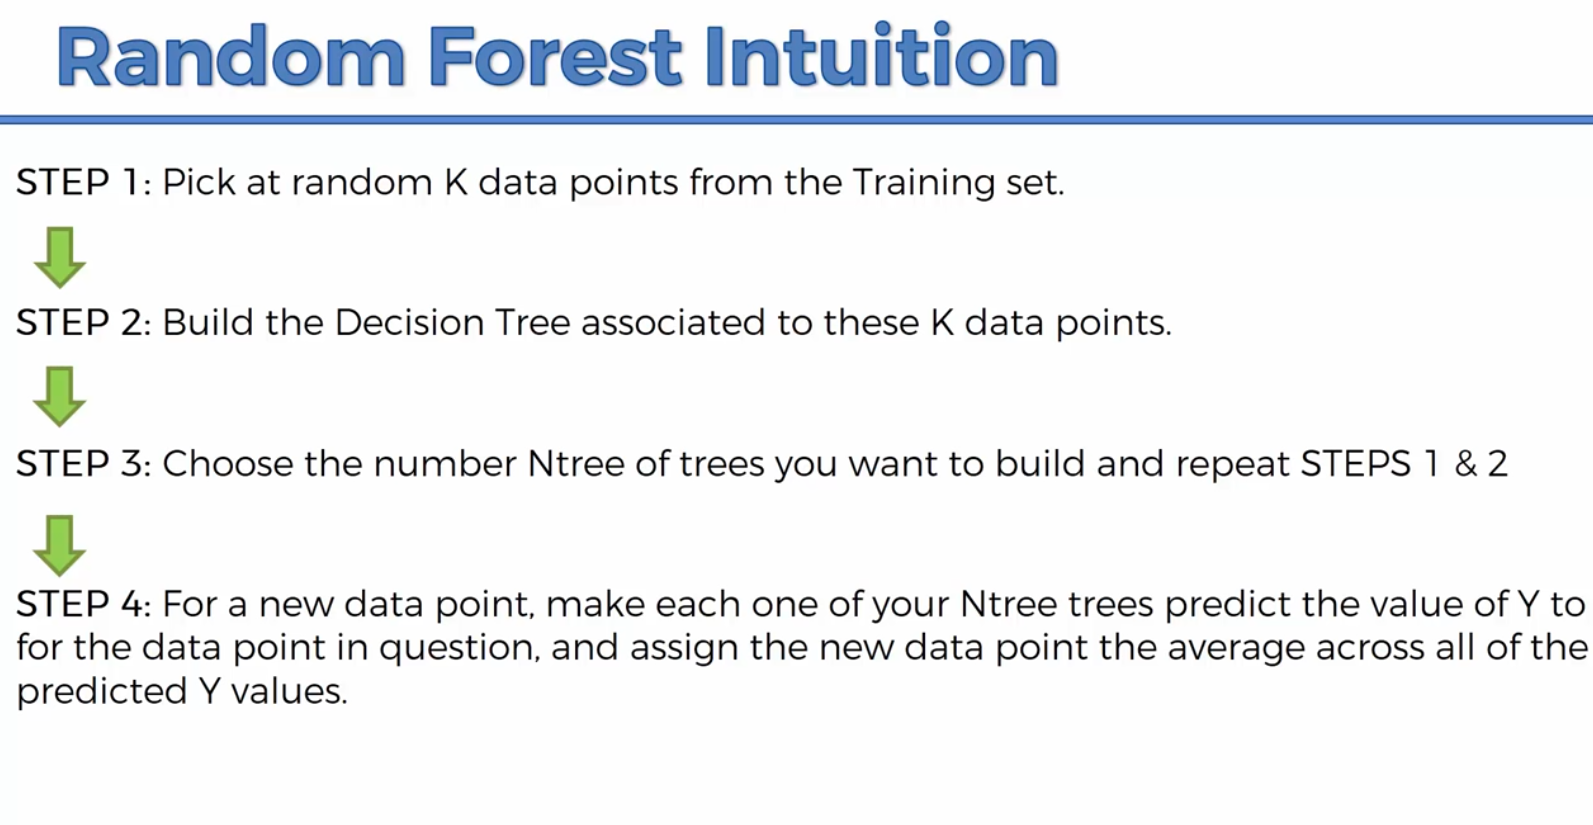 Random Forest Intuition
STEP 1: Pick at random K data points from the Training set.
STEP 2: Build the Decision Tree associated to these K data points.
STEP 3: Choose the number Ntree of trees you want to build and repeat STEPS 1 & 2
STEP 4: For a new data point, make each one of your Ntree trees predict the value of Y to
for the data point in question, and assign the new data point the average across all of the
predicted Y values.